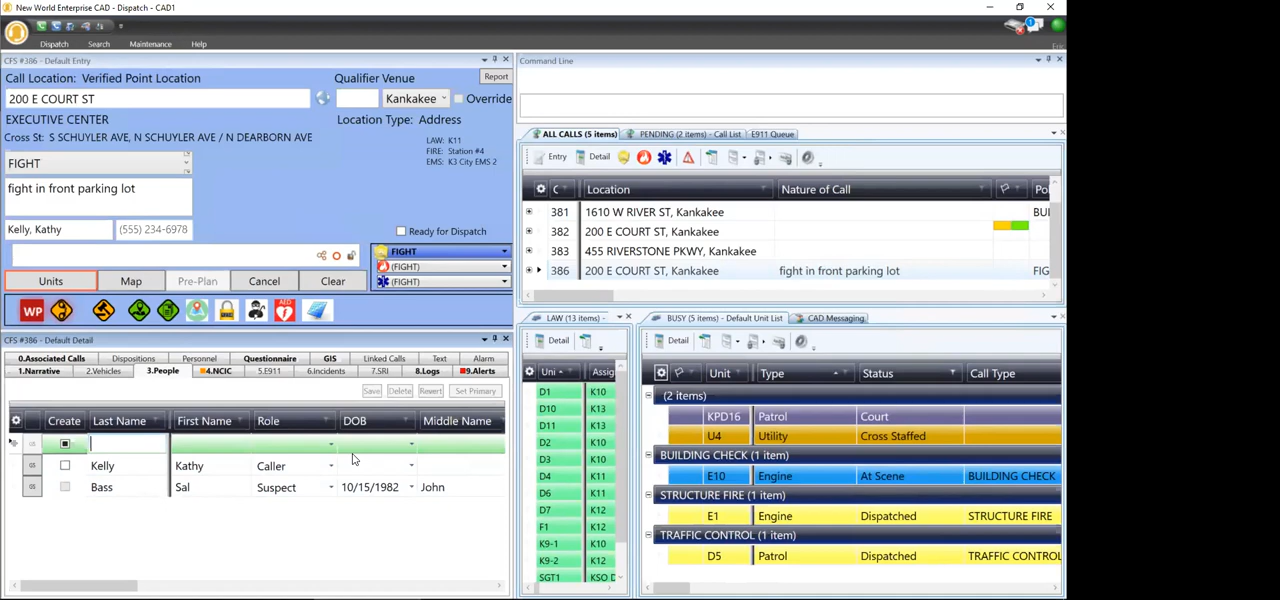 New World Enterprise CAD - Dispatch - CAD1
Dispatch Search Maintenance Help
Eric
CFS #386 - Default Entry
Call Location: Verified Point Location
Qualifier Venue
Report
200 E COURT ST
Kankakee
Override
EXECUTIVE CENTER
Location Type: Address
Cross St: S SCHUYLER AVE, N SCHUYLER AVE / N DEARBORN AVE
LAW: K11
FIRE: Station #4
EMS: K3 City EMS 2
FIGHT
fight in front parking lot
Kelly, Kathy
(555) 234-6978
Ready for Dispatch
FIGHT
(FIGHT)
(FIGHT)
Units Map Pre-Plan Cancel Clear
WP
AED
CFS #386 - Default Detail
0.Associated Calls Dispositions Personnel Questionnaire GIS Linked Calls Text Alarm
1.Narrative 2.Vehicles 3.People 4.NCIC 5.E911 6.Incidents 7.SRI 8.Logs 9.Alerts
Save Delete Revert Set Primary
Create Last Name First Name Role DOB Middle Name
Kelly Kathy Caller
Bass Sal Suspect 10/15/1982 John
Command Line
ALL CALLS (5 items) PENDING (2 items) - Call List E911 Queue
Entry Detail
C Location Nature of Call Po
381 1610 W RIVER ST, Kankakee BUI
382 200 E COURT ST, Kankakee
383 455 RIVERSTONE PKWY, Kankakee
386 200 E COURT ST, Kankakee fight in front parking lot FIG
LAW (13 items) -
Detail
Uni Assig
D1 K10
D10 K13
D11 K13
D2 K10
D3 K10
D4 K11
D6 K11
D7 K12
F1 K12
K9-1 K10
K9-2 K12
SGT1 KSO D
BUSY (5 items) - Default Unit List CAD Messaging
Detail
Unit Type Status Call Type
(2 items)
KPD16 Patrol Court
U4 Utility Cross Staffed
BUILDING CHECK (1 item)
E10 Engine At Scene BUILDING CHECK
STRUCTURE FIRE (1 item)
E1 Engine Dispatched STRUCTURE FIRE
TRAFFIC CONTROL (1 item)
D5 Patrol Dispatched TRAFFIC CONTROL